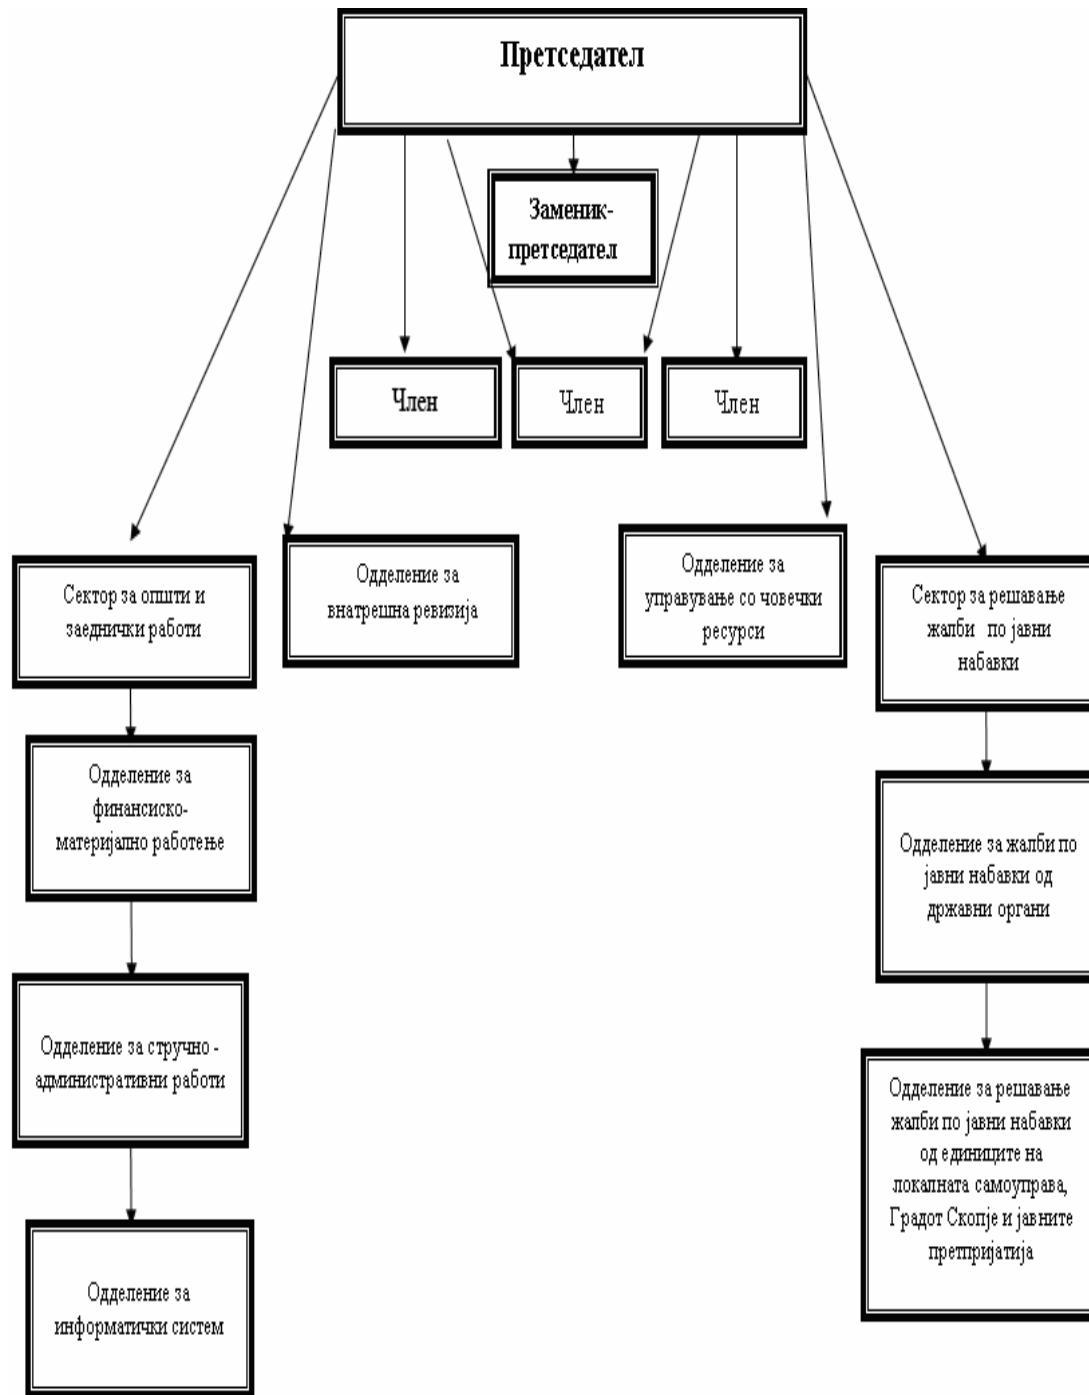 Претседател
Заменик-
претседател
Член
Член
Член
Сектор за општи и
заеднички работи
Одделение за
внатрешна ревизија
Одделение за
управување со човечки
ресурси
Сектор за решавање
жалби по јавни
набавки
Одделение за
финансиско-
материјално работење
Одделение за жалби по
јавни набавки од
државни органи
Одделение за стручно -
административни работи
Одделение за решавање
жалби по јавни набавки
од единиците на
локалната самоуправа,
Градот Скопје и јавните
претпријатија
Одделение за
информатички систем